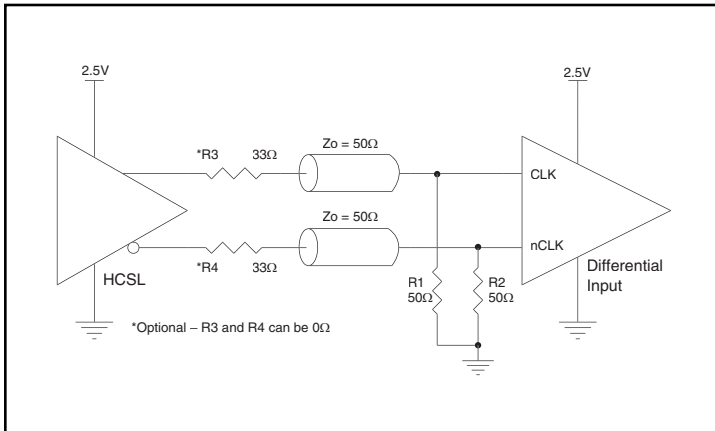 2.5V
2.5V
*R3 33Ω
Zo = 50Ω
CLK
Zo = 50Ω
nCLK
HCSL
*R4 33Ω
R1
50Ω
R2
50Ω
Differential
Input
*Optional – R3 and R4 can be 0Ω